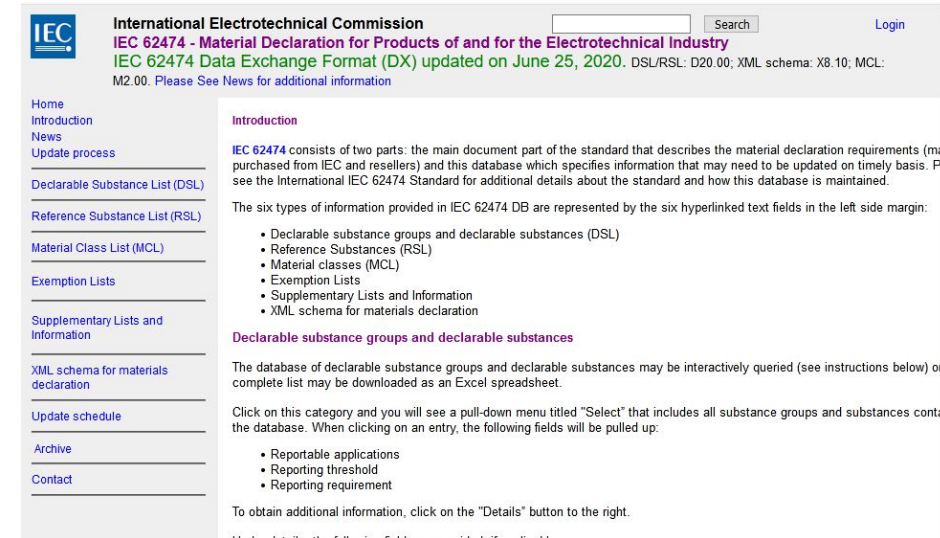 IEC
International Electrotechnical Commission
Search
Login
IEC 62474 - Material Declaration for Products of and for the Electrotechnical Industry
IEC 62474 Data Exchange Format (DX) updated on June 25, 2020. DSL/RSL: D20.00; XML schema: X8.10; MCL:
M2.00. Please See News for additional information
Home
Introduction
News
Update process
Declarable Substance List (DSL)
Reference Substance List (RSL)
Material Class List (MCL)
Exemption Lists
Supplementary Lists and
Information
XML schema for materials
declaration
Update schedule
Archive
Contact
Introduction
IEC 62474 consists of two parts: the main document part of the standard that describes the material declaration requirements (ma
purchased from IEC and resellers) and this database which specifies information that may need to be updated on timely basis. P
see the International IEC 62474 Standard for additional details about the standard and how this database is maintained.
The six types of information provided in IEC 62474 DB are represented by the six hyperlinked text fields in the left side margin:
• Declarable substance groups and declarable substances (DSL)
• Reference Substances (RSL)
• Material classes (MCL)
• Exemption Lists
• Supplementary Lists and Information
• XML schema for materials declaration
Declarable substance groups and declarable substances
The database of declarable substance groups and declarable substances may be interactively queried (see instructions below) o
complete list may be downloaded as an Excel spreadsheet.
Click on this category and you will see a pull-down menu titled "Select" that includes all substance groups and substances conta
the database. When clicking on an entry, the following fields will be pulled up:
• Reportable applications
• Reporting threshold
• Reporting requirement
To obtain additional information, click on the "Details" button to the right.